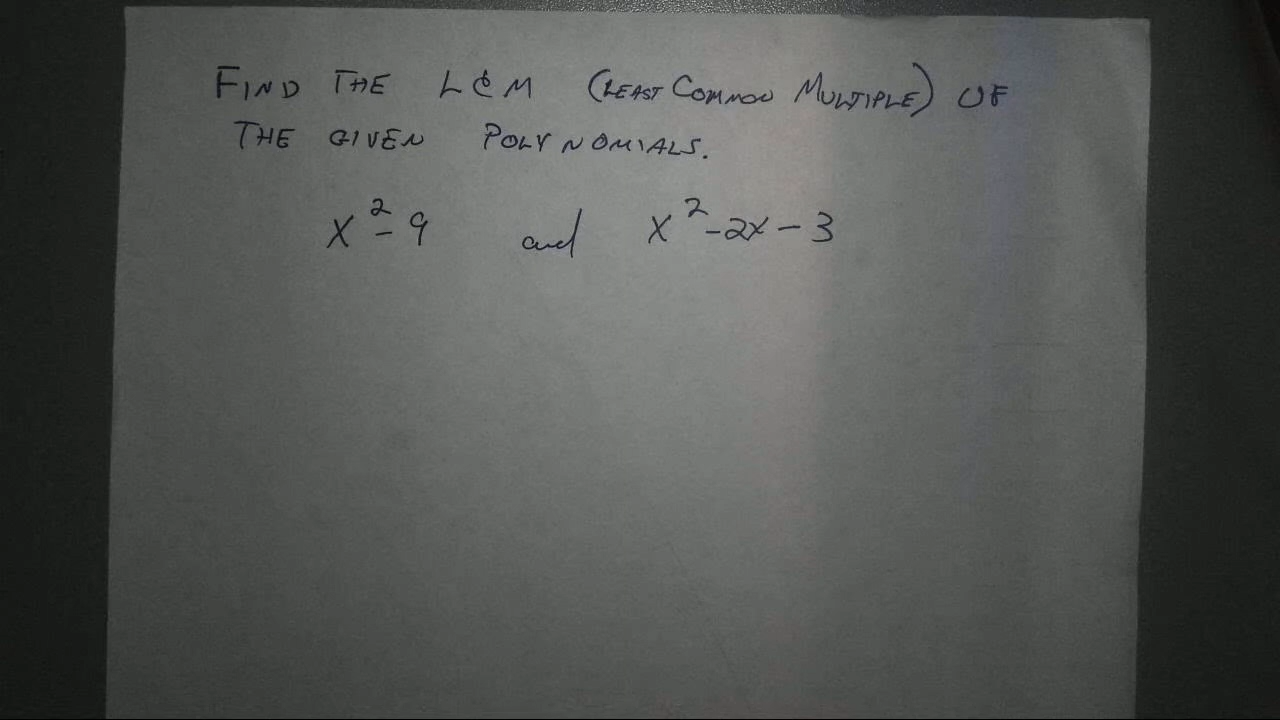 FIND THE LCM (LEAST COMMON MULTIPLE) OF
THE GIVEN POLYNOMIALS.
x² - 9 and x² - 2x - 3